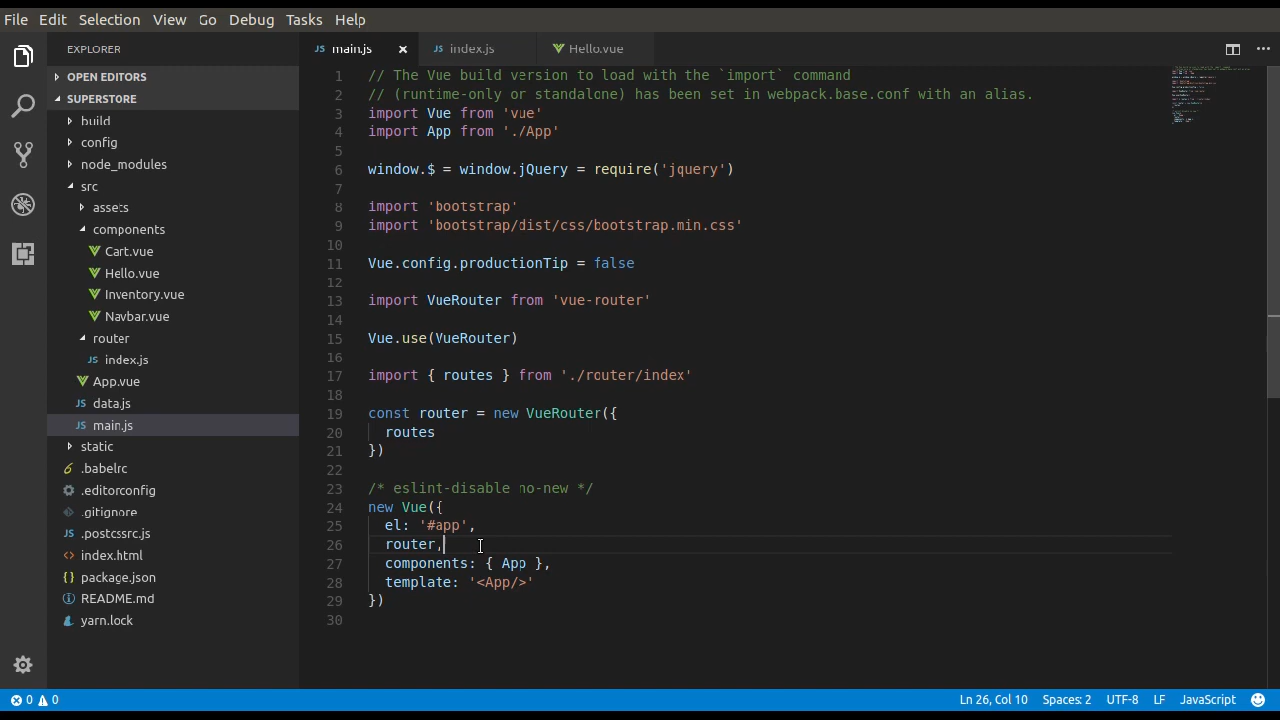 File Edit Selection View Go Debug Tasks Help
EXPLORER
OPEN EDITORS
SUPERSTORE
build
config
node_modules
src
assets
components
Cart.vue
Hello.vue
Inventory.vue
Navbar.vue
router
JS index.js
App.vue
JS data.js
JS main.js
static
.babelrc
.editorconfig
.gitignore
.postcssrc.js
index.html
package.json
README.md
yarn.lock
JS main.js × JS index.js Hello.vue
1 // The Vue build version to load with the `import` command
2 // (runtime-only or standalone) has been set in webpack.base.conf with an alias.
3 import Vue from 'vue'
4 import App from './App'
5
6 window.$ = window.jQuery = require('jquery')
7
8 import 'bootstrap'
9 import 'bootstrap/dist/css/bootstrap.min.css'
10
11 Vue.config.productionTip = false
12
13 import VueRouter from 'vue-router'
14
15 Vue.use(VueRouter)
16
17 import { routes } from './router/index'
18
19 const router = new VueRouter({
20 routes
21 })
22
23 /* eslint-disable no-new */
24 new Vue({
25 el: '#app',
26 router,
27 components: { App },
28 template: '<App/>'
29 })
30
0 0 Ln 26, Col 10 Spaces: 2 UTF-8 LF JavaScript